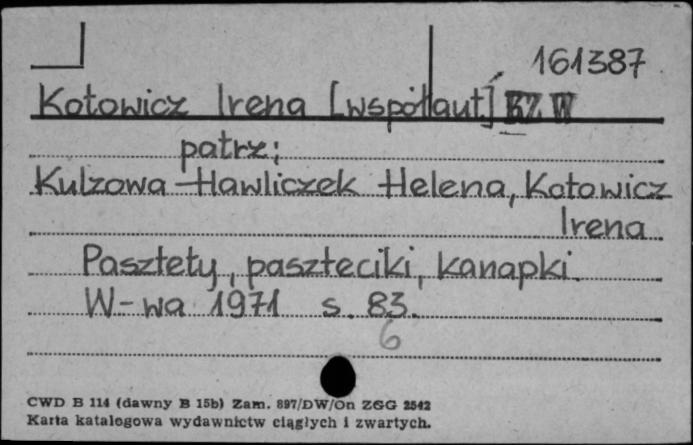 161387
Kotowicz Irena [współaut.] BZ W
patrz:
Kulzowa-Hawliczek Helena, Kotowicz
Irena
Pasztety, paszteciki, kanapki.
W-wa 1971 s. 83.
6
CWD B 114 (dawny B 15b) Zam. 897/DW/On ZGG 2542
Karta katalogowa wydawnictw ciągłych i zwartych.